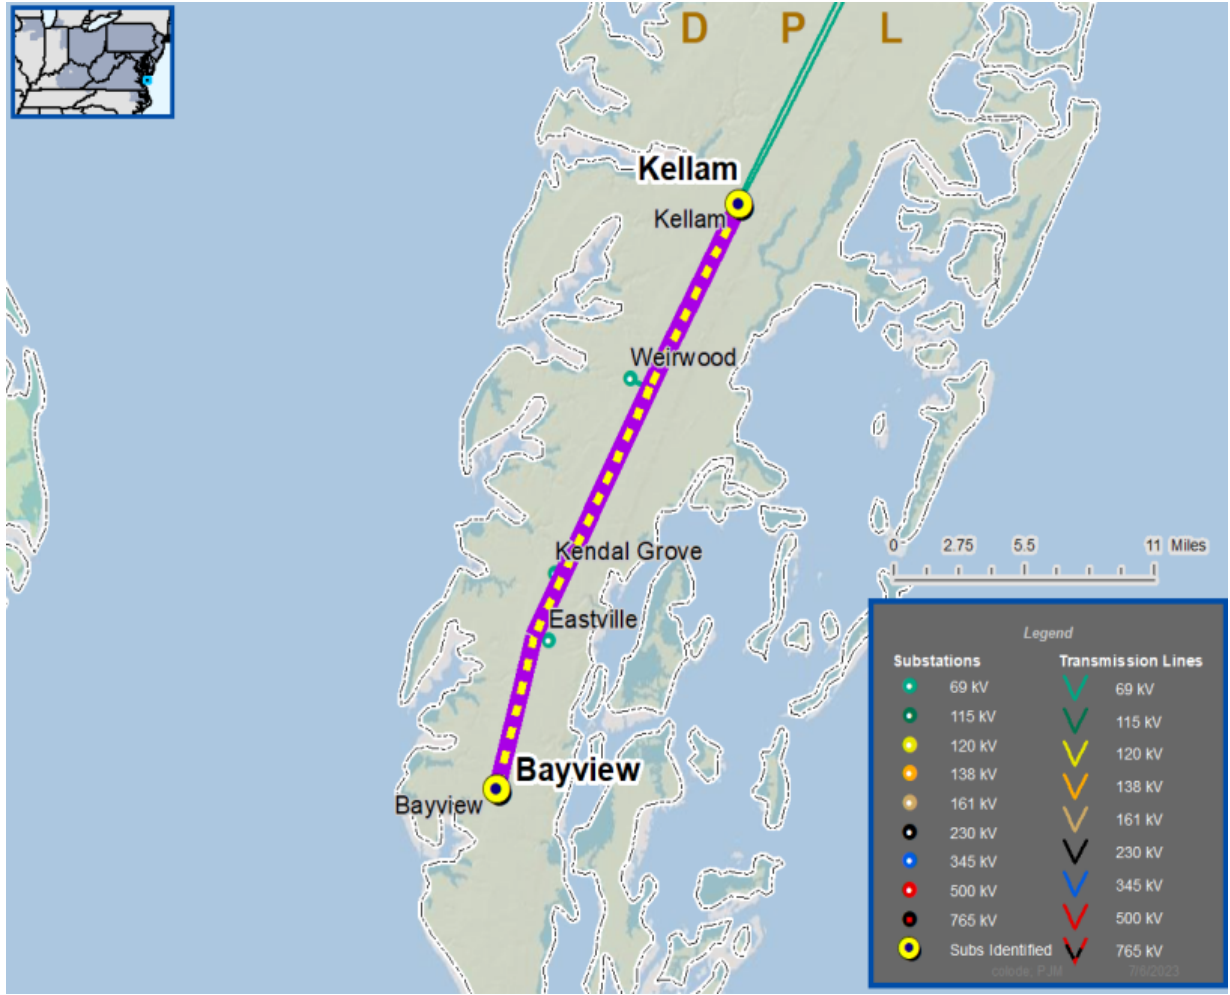 D P L
Kellam
Kellam
Weirwood
Kendal Grove
Eastville
Bayview
Bayview
0 2.75 5.5 11 Miles
Legend
Substations Transmission Lines
69 kV 69 kV
115 kV 115 kV
120 kV 120 kV
138 kV 138 kV
161 kV 161 kV
230 kV 230 kV
345 kV 345 kV
500 kV 500 kV
765 kV 765 kV
Subs Identified
colode; PJM 7/6/2023